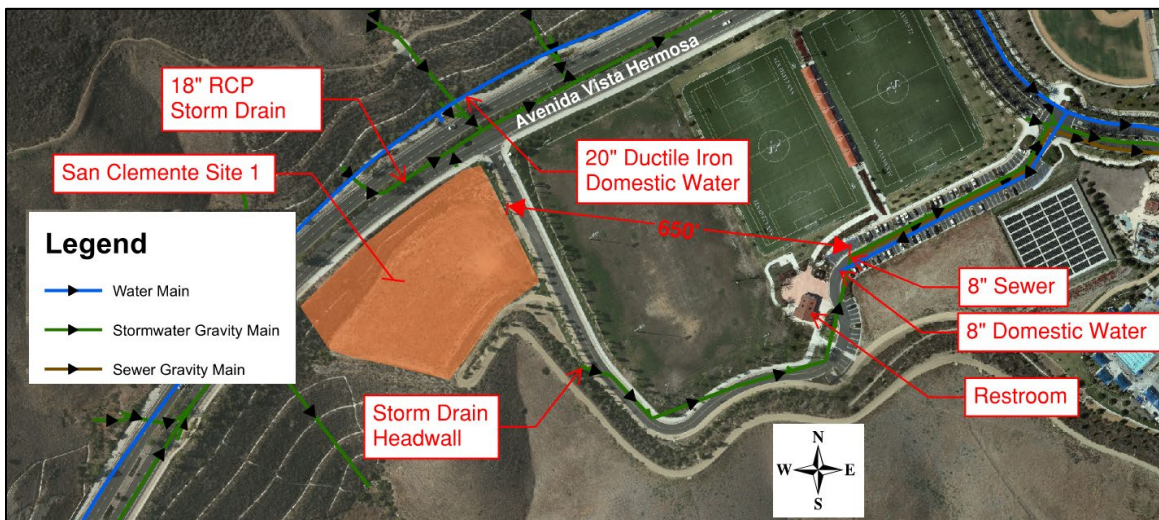 18" RCP
Storm Drain
San Clemente Site 1
Avenida Vista Hermosa
20" Ductile Iron
Domestic Water
650'
Legend
Water Main
Stormwater Gravity Main
Sewer Gravity Main
8" Sewer
8" Domestic Water
Restroom
Storm Drain
Headwall
N
W
E
S